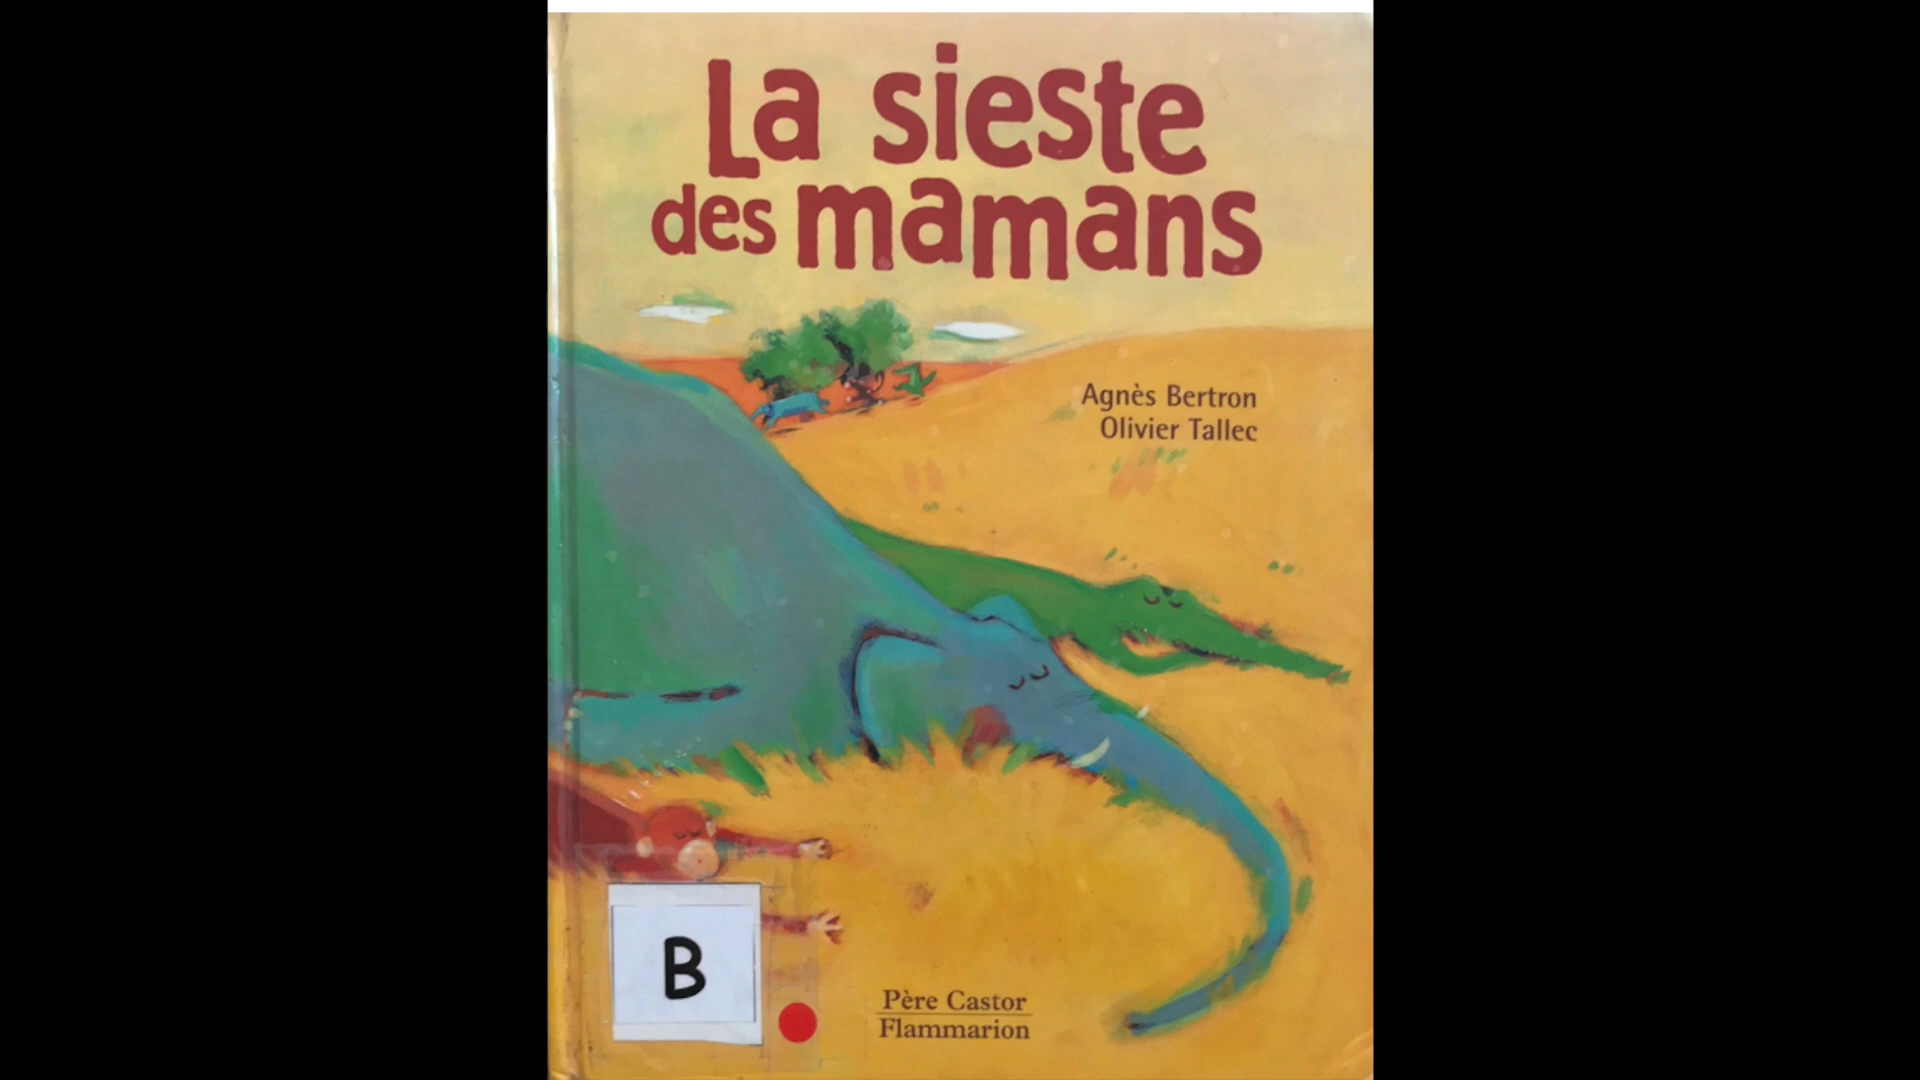 La sieste
des mamans
Agnès Bertron
Olivier Tallec
B
Père Castor
Flammarion